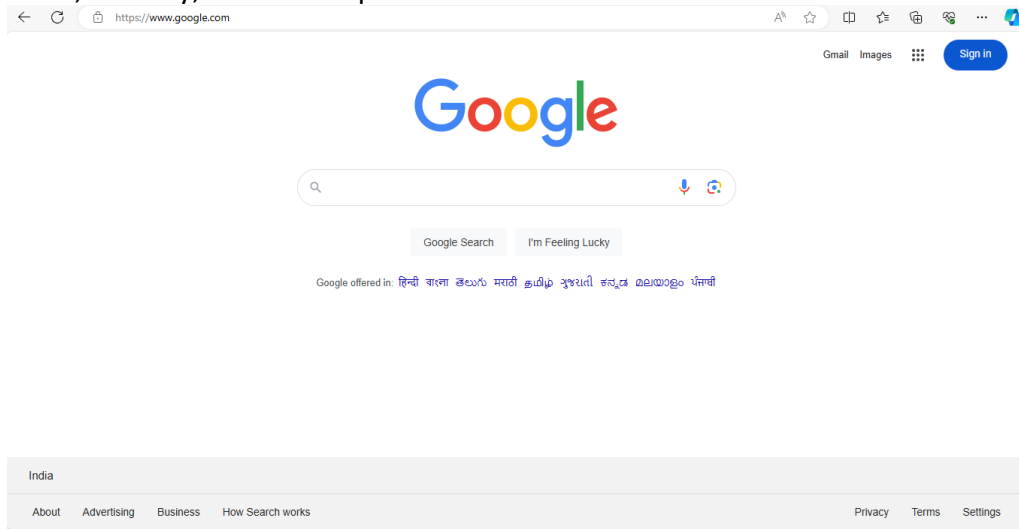 https://www.google.com
Gmail Images Sign in
Google
Google Search I'm Feeling Lucky
Google offered in: हिन्दी বাংলা తెలుగు मराठी தமிழ் ગુજરાતી ಕನ್ನಡ മലയാളം ਪੰਜਾਬੀ
India
About Advertising Business How Search works Privacy Terms Settings